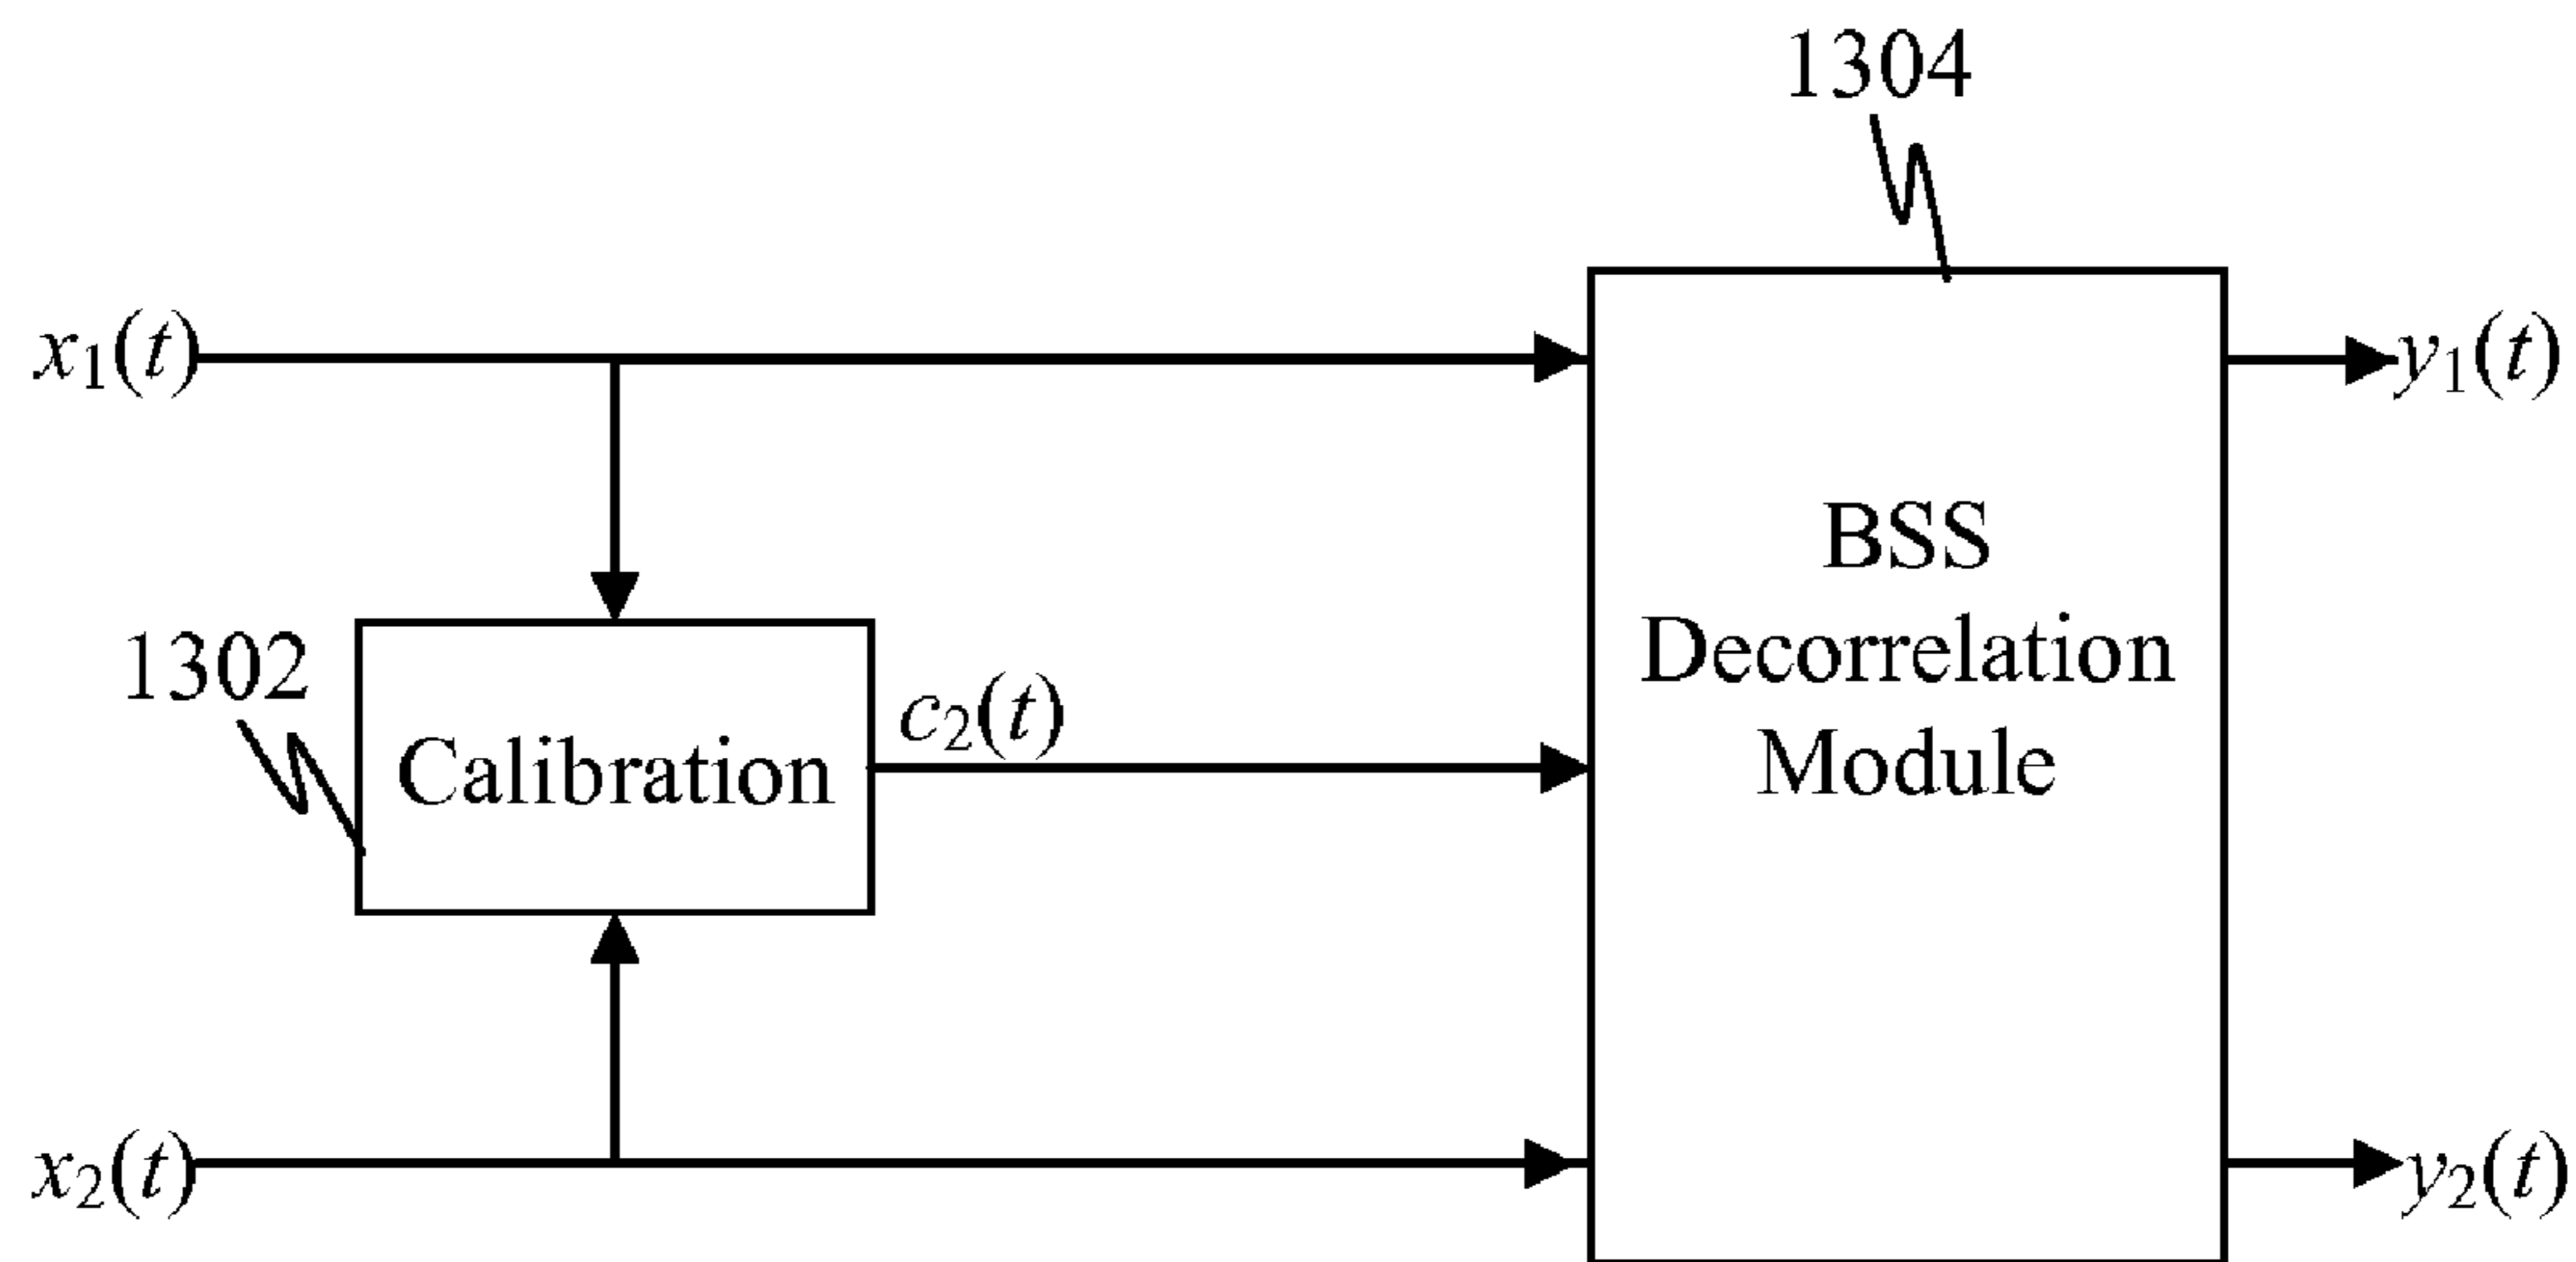 1304
x₁(t)
y₁(t)
BSS
Decorrelation
Module
1302
Calibration
c₂(t)
x₂(t)
y₂(t)